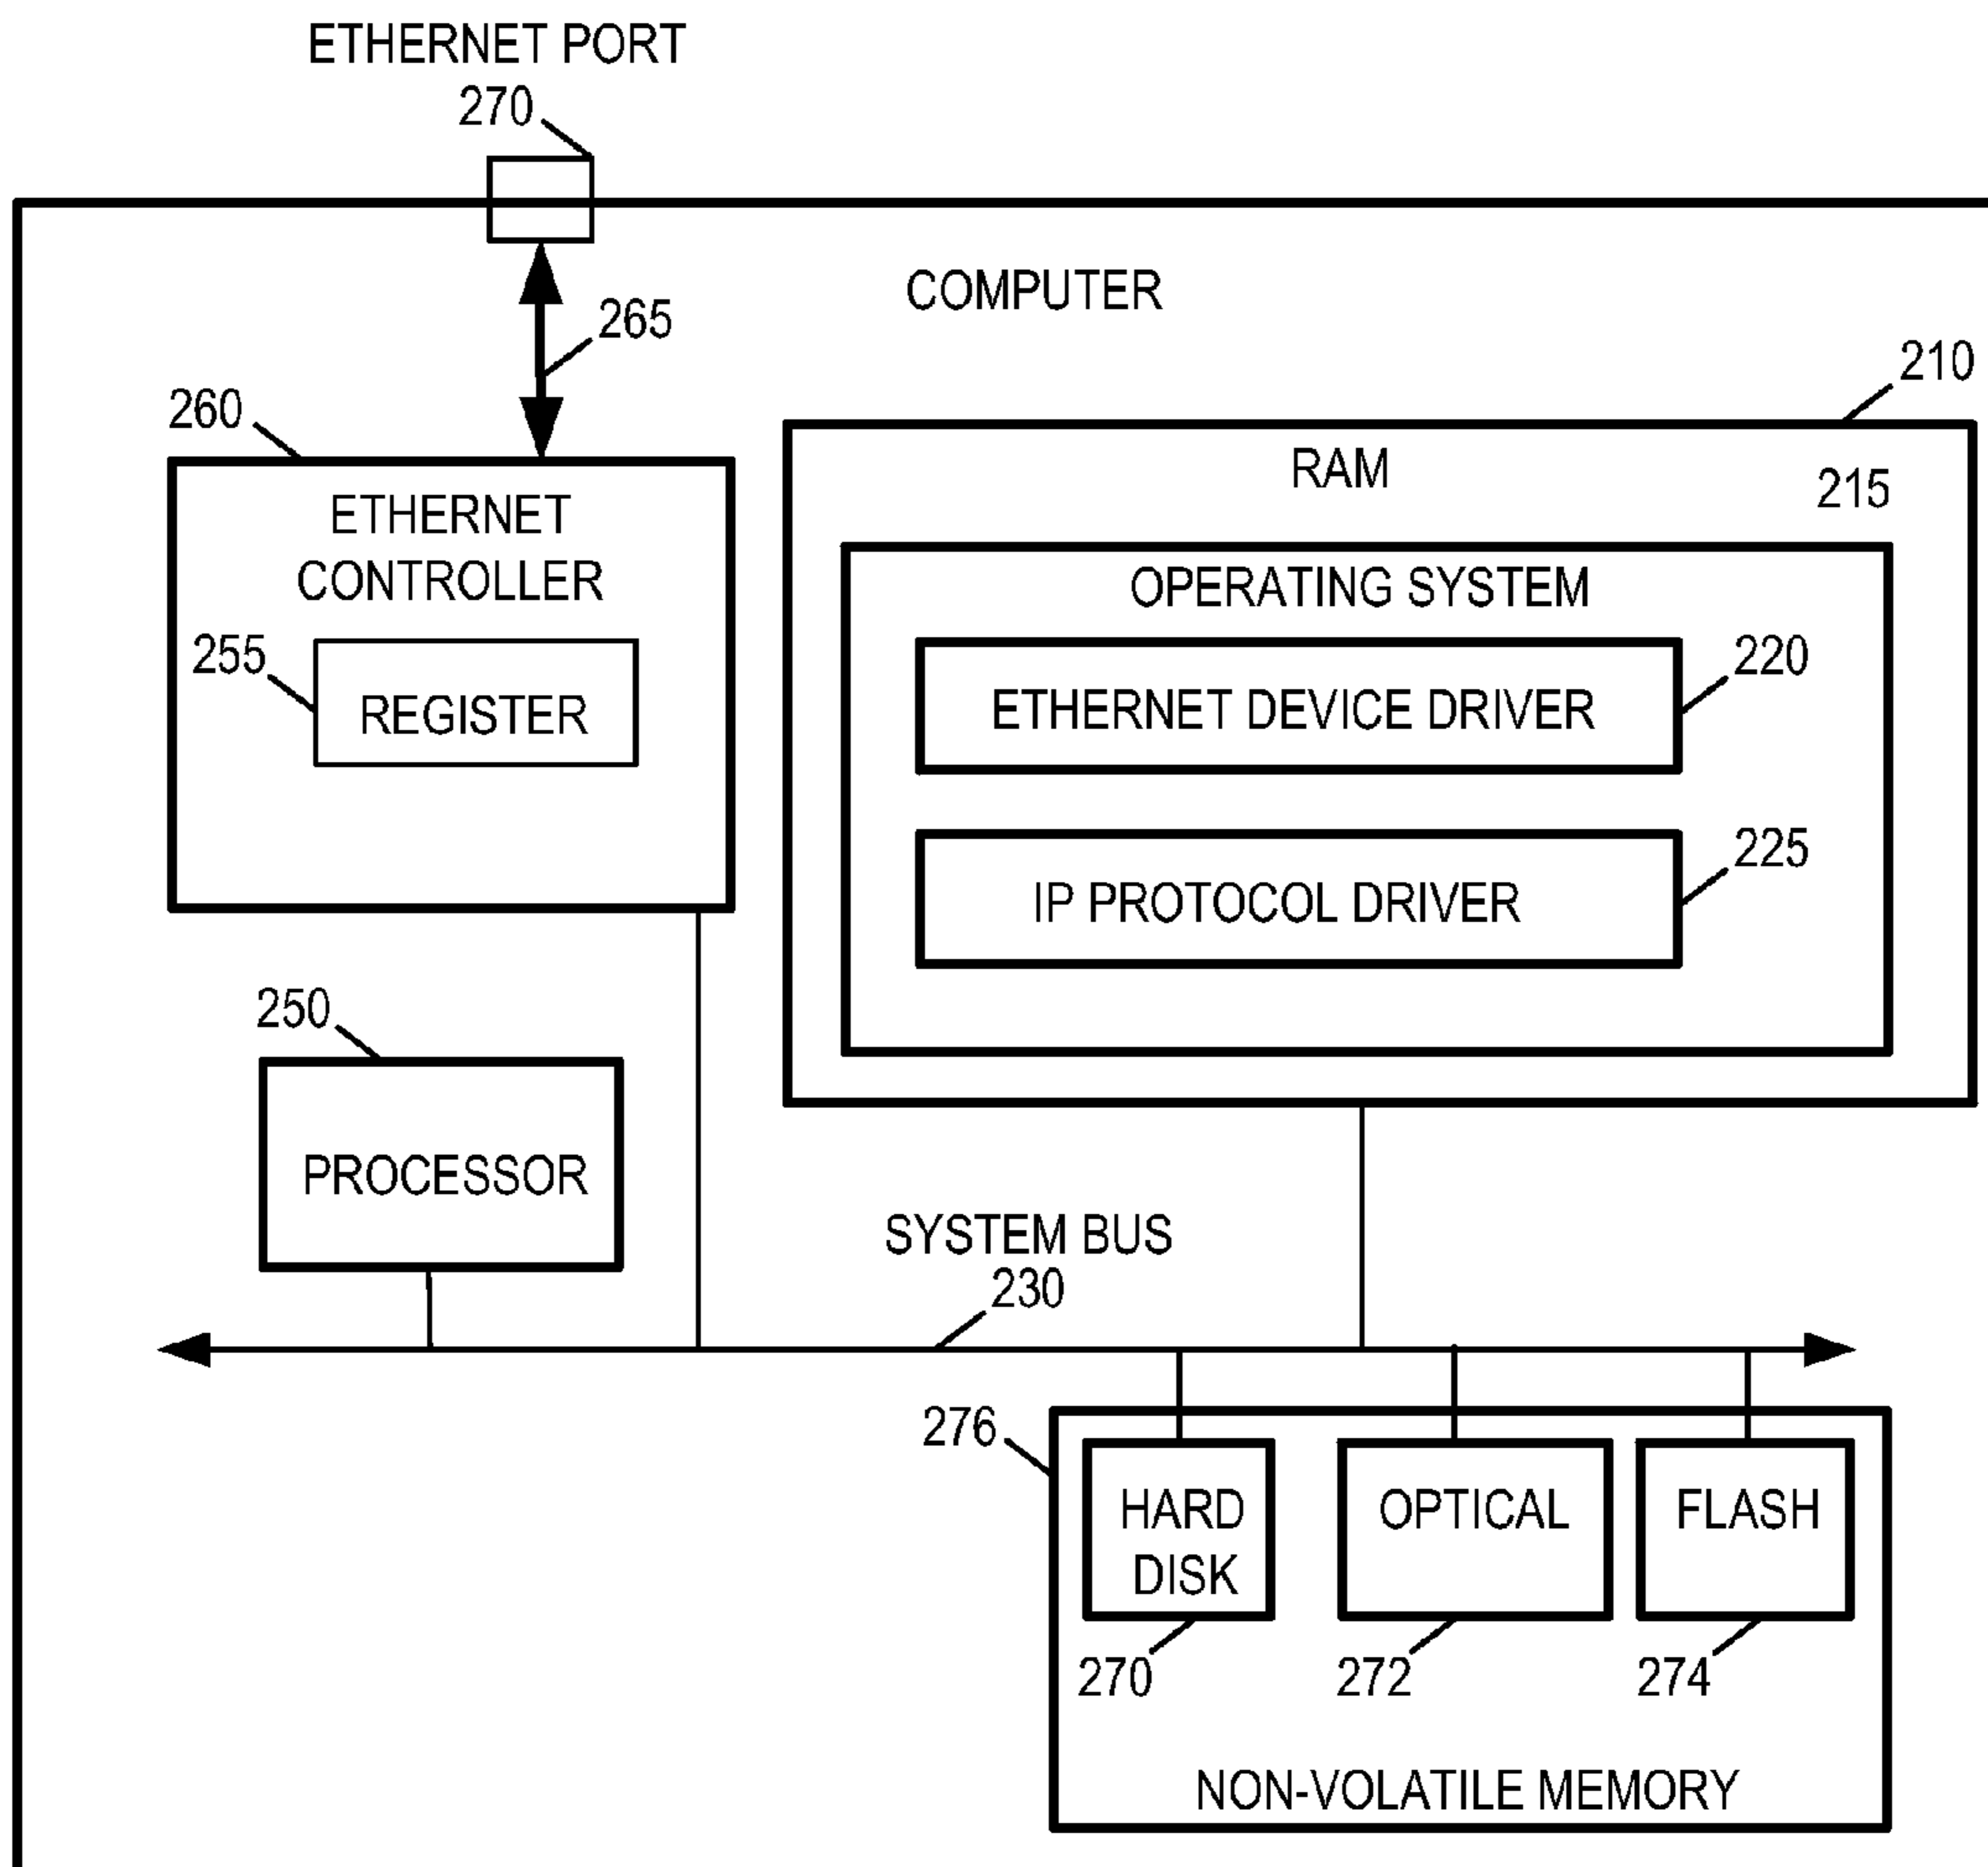 ETHERNET PORT
270
COMPUTER
265
210
260
RAM
215
ETHERNET
CONTROLLER
OPERATING SYSTEM
255
REGISTER
220
ETHERNET DEVICE DRIVER
225
IP PROTOCOL DRIVER
250
PROCESSOR
SYSTEM BUS
230
276
HARD
DISK
OPTICAL
FLASH
270
272
274
NON-VOLATILE MEMORY